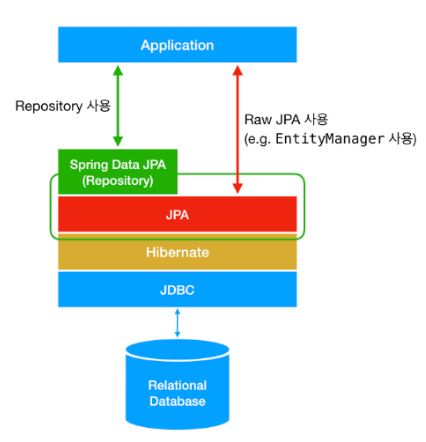 Application
Repository 사용
Raw JPA 사용
(e.g. EntityManager 사용)
Spring Data JPA
(Repository)
JPA
Hibernate
JDBC
Relational
Database